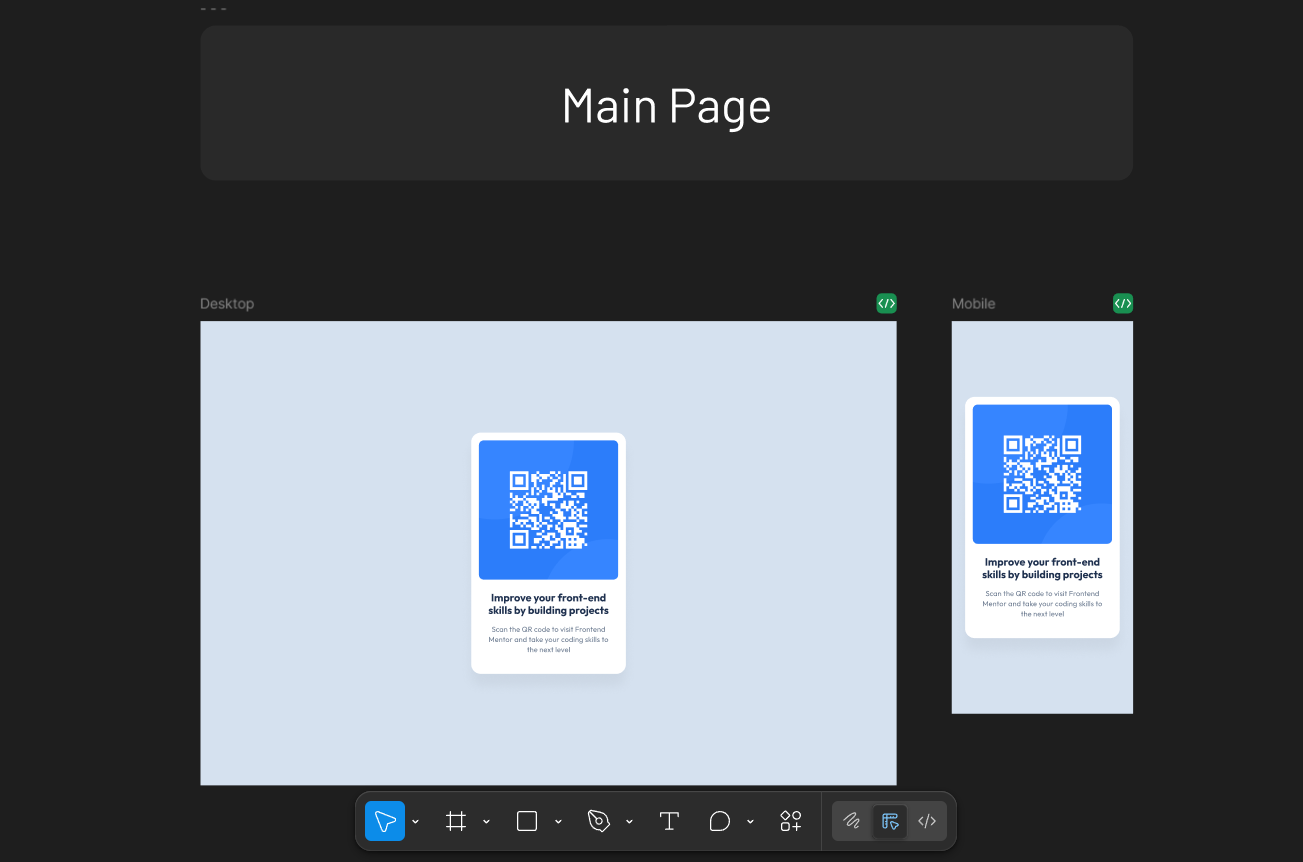 Main Page
Desktop
</>
Mobile
</>
Improve your front-end
skills by building projects
Scan the QR code to visit Frontend
Mentor and take your coding skills to
the next level
Improve your front-end
skills by building projects
Scan the QR code to visit Frontend
Mentor and take your coding skills to
the next level
T
</>